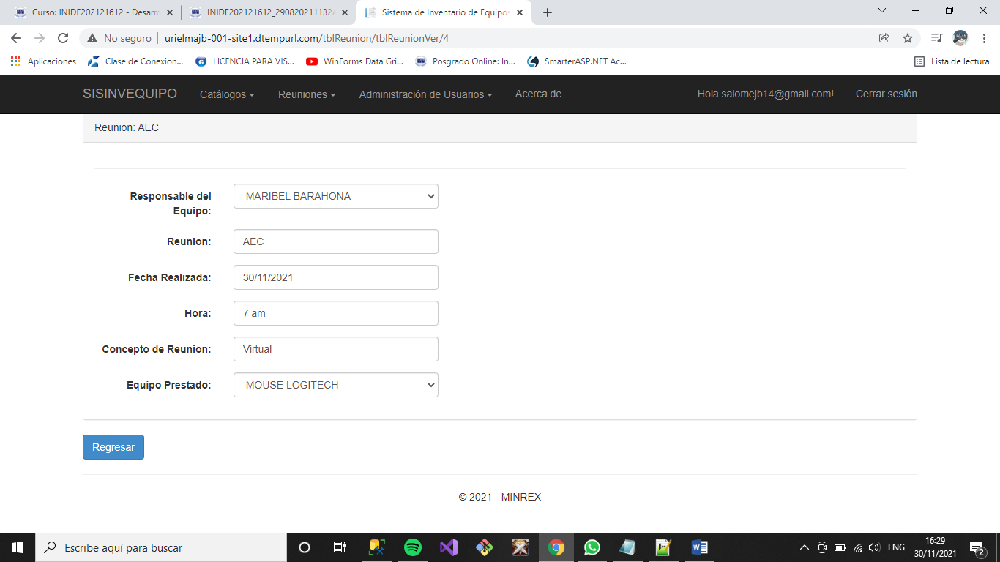 Curso: INIDE202121612 - Desarro
INIDE202121612_290820211132
Sistema de Inventario de Equipos
No seguro
urielmajb-001-site1.dtempurl.com/tblReunion/tblReunionVer/4
Aplicaciones
Clase de Conexion...
LICENCIA PARA VIS...
WinForms Data Gri...
Posgrado Online: In...
SmarterASP.NET Ac...
Lista de lectura
SISINVEQUIPO
Catálogos
Reuniones
Administración de Usuarios
Acerca de
Hola salomejb14@gmail.com!
Cerrar sesión
Reunion: AEC
Responsable del
Equipo:
MARIBEL BARAHONA
Reunion:
AEC
Fecha Realizada:
30/11/2021
Hora:
7 am
Concepto de Reunion:
Virtual
Equipo Prestado:
MOUSE LOGITECH
Regresar
© 2021 - MINREX
Escribe aquí para buscar
ENG
16:29
30/11/2021
2